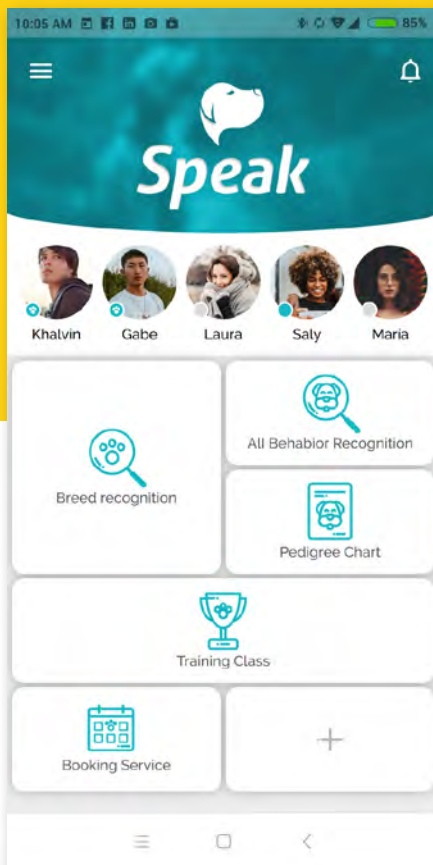 10:05 AM
85%
Speak
Khalvin
Gabe
Laura
Saly
Maria
Breed recognition
All Behabior Recognition
Pedigree Chart
Training Class
Booking Service